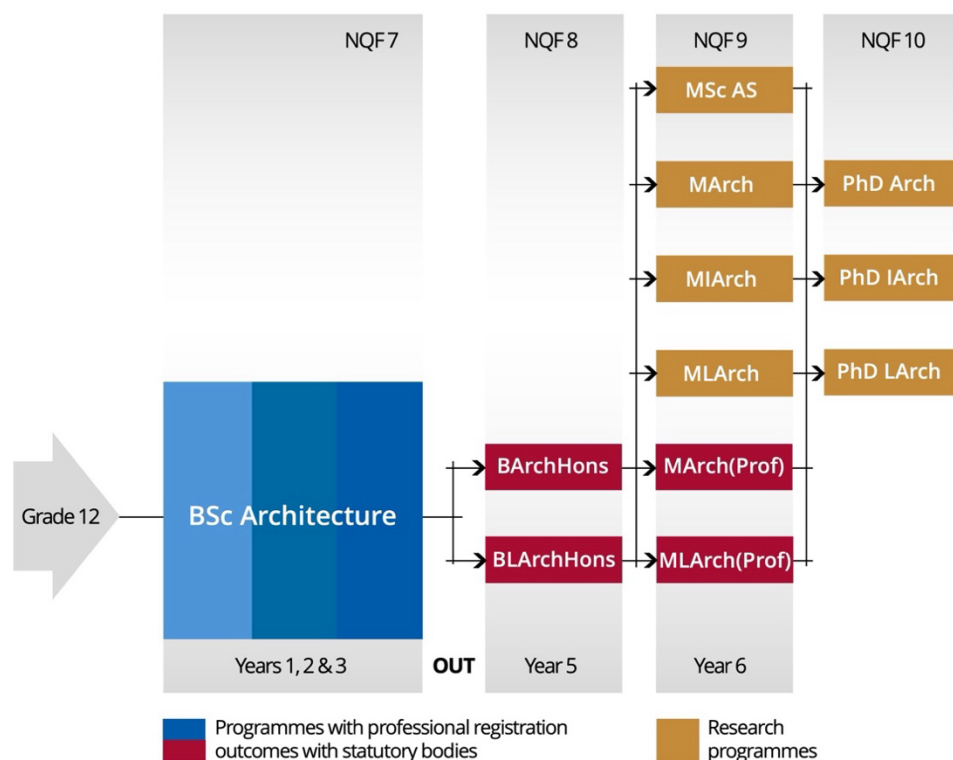 NQF 7
NQF 8
NQF 9
NQF 10
MSc AS
MArch
PhD Arch
MIArch
PhD IArch
MLArch
PhD LArch
Grade 12
BSc Architecture
BArchHons
MArch(Prof)
BLArchHons
MLArch(Prof)
Years 1, 2 & 3
OUT
Year 5
Year 6
Programmes with professional registration
outcomes with statutory bodies
Research
programmes